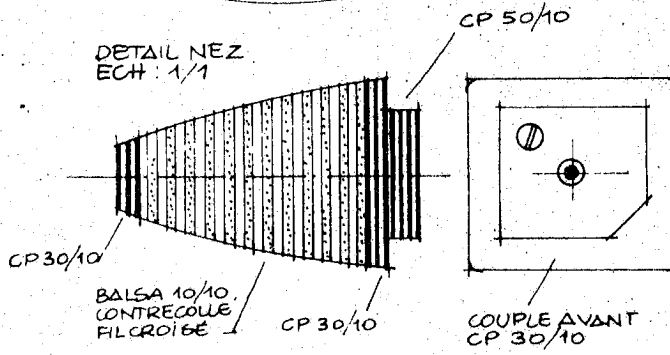 CP 50/10
DETAIL NEZ
ECH : 1/1
CP 30/10
BALSA 10/10.
CONTRECOLLE
FIL CROISÉ
CP 30/10
COUPLE AVANT
CP 30/10